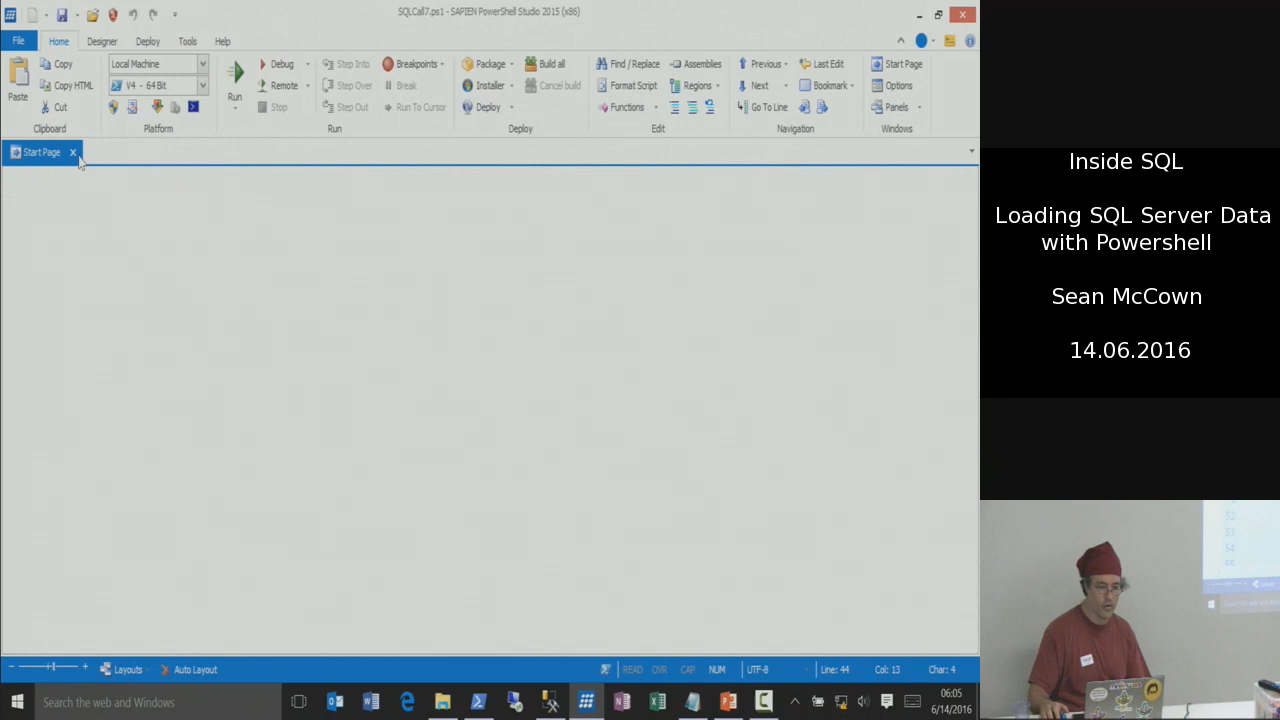 SQLCall7.ps1 - SAPIEN PowerShell Studio 2015 (x86)
File Home Designer Deploy Tools Help
Paste Copy Copy HTML Cut
Clipboard
Local Machine
V4 - 64 Bit
Platform
Run Debug Remote Stop
Step Into Step Over Step Out
Breakpoints Break Run To Cursor
Run
Package Installer Deploy
Build all Cancel build
Deploy
Find / Replace Format Script Functions
Assemblies Regions
Edit
Previous Next Go To Line
Last Edit Bookmark
Navigation
Start Page Options Panels
Windows
Start Page
Inside SQL
Loading SQL Server Data
with Powershell
Sean McCown
14.06.2016
52
53
54
55
Layouts Auto Layout READ OVR CAP NUM UTF-8 Line: 44 Col: 13 Char: 4
Search the web and Windows
06:05
6/14/2016